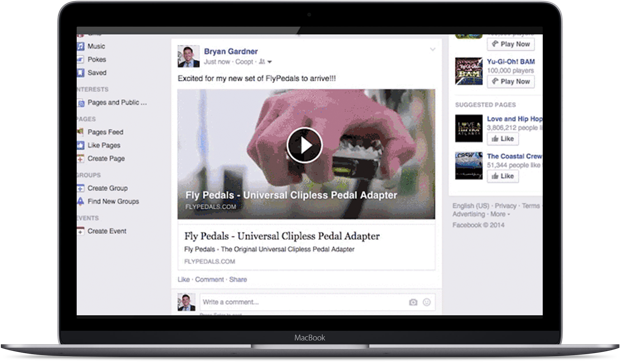 Music
Pokes
Saved
INTERESTS
Pages and Public ...
PAGES
Pages Feed
Like Pages
Create Page
GROUPS
Create Group
Find New Groups
EVENTS
Create Event
Bryan Gardner
Just now · Coopt ·
Excited for my new set of FlyPedals to arrive!!!
Fly Pedals - Universal Clipless Pedal Adapter
FLYPEDALS.COM
Fly Pedals - Universal Clipless Pedal Adapter
Fly Pedals - The Original Universal Clipless Pedal Adapter
FLYPEDALS.COM
Like · Comment · Share
Write a comment...
Play Now
Yu-Gi-Oh! BAM
100,000 players
Play Now
SUGGESTED PAGES
Love and Hip Hop
3,806,212 people like
Like
The Coastal Crew
51,344 people like
Like
English (US) · Privacy · Terms
Advertising · More
Facebook © 2014
MacBook